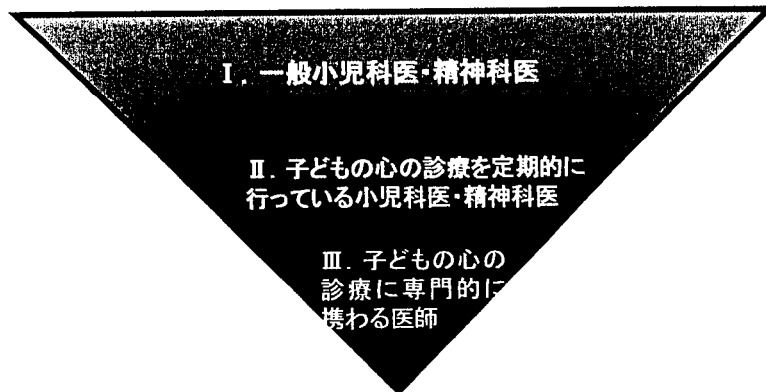 Ⅰ. 一般小児科医・精神科医
Ⅱ. 子どもの心の診療を定期的に
行っている小児科医・精神科医
Ⅲ. 子どもの心の
診療に専門的に
携わる医師